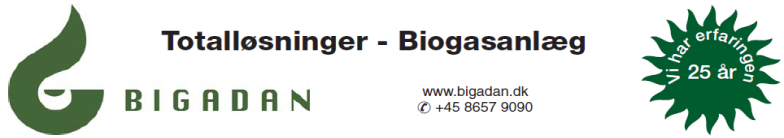 Totalløsninger - Biogasanlæg
BIGADAN
www.bigadan.dk
✆ +45 8657 9090
Vi har erfaringen
25 år